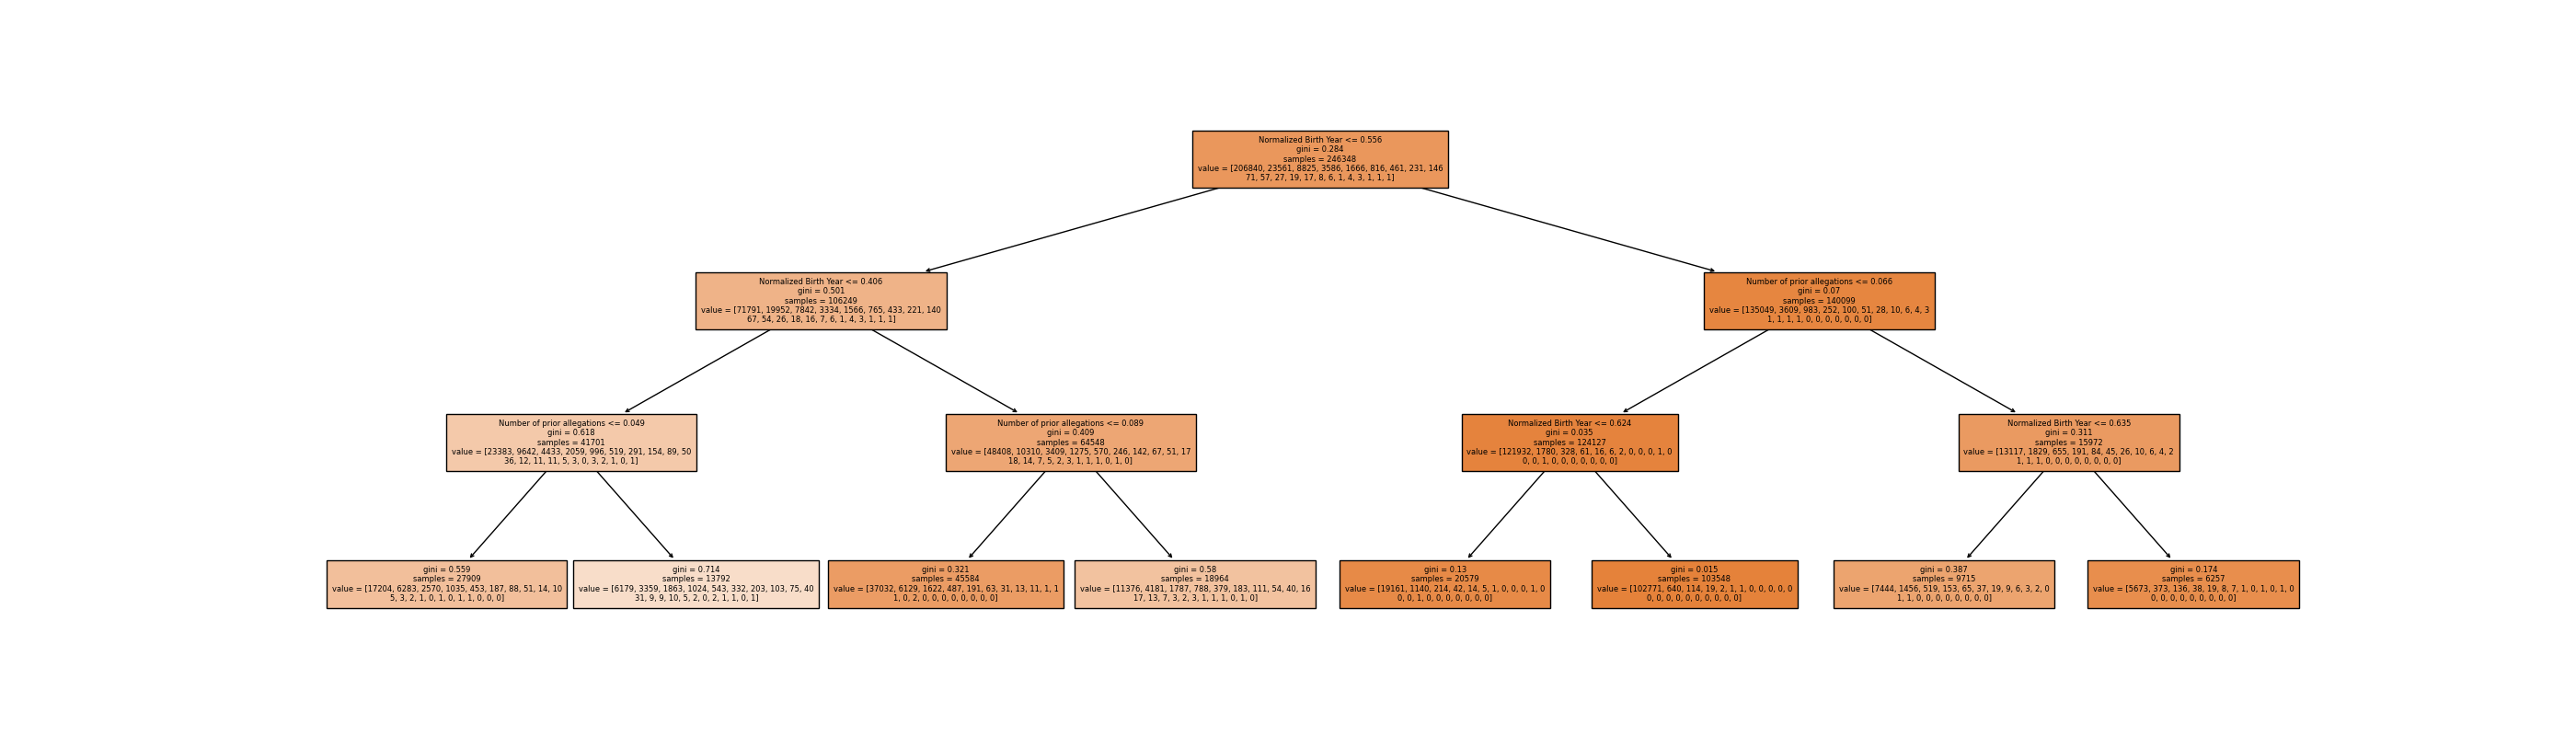 Normalized Birth Year <= 0.556
gini = 0.284
samples = 246348
value = [206840, 23561, 8825, 3586, 1666, 816, 461, 231, 146
71, 57, 27, 19, 17, 8, 6, 1, 4, 3, 1, 1, 1]
Normalized Birth Year <= 0.406
gini = 0.501
samples = 106249
value = [71791, 19952, 7842, 3334, 1566, 765, 433, 221, 140
67, 54, 26, 18, 16, 7, 6, 1, 4, 3, 1, 1, 1]
Number of prior allegations <= 0.066
gini = 0.07
samples = 140099
value = [135049, 3609, 983, 252, 100, 51, 28, 10, 6, 4, 3
1, 1, 1, 1, 0, 0, 0, 0, 0, 0, 0]
Number of prior allegations <= 0.049
gini = 0.618
samples = 41701
value = [23383, 9642, 4433, 2059, 996, 519, 291, 154, 89, 50
36, 12, 11, 11, 5, 3, 0, 3, 2, 1, 0, 1]
Number of prior allegations <= 0.089
gini = 0.409
samples = 64548
value = [48408, 10310, 3409, 1275, 570, 246, 142, 67, 51, 17
18, 14, 7, 5, 2, 3, 1, 1, 1, 0, 1, 0]
Normalized Birth Year <= 0.624
gini = 0.035
samples = 124127
value = [121932, 1780, 328, 61, 16, 6, 2, 0, 0, 0, 1, 0
0, 0, 1, 0, 0, 0, 0, 0, 0, 0]
Normalized Birth Year <= 0.635
gini = 0.311
samples = 15972
value = [13117, 1829, 655, 191, 84, 45, 26, 10, 6, 4, 2
1, 1, 1, 0, 0, 0, 0, 0, 0, 0, 0]
gini = 0.559
samples = 27909
value = [17204, 6283, 2570, 1035, 453, 187, 88, 51, 14, 10
5, 3, 2, 1, 0, 1, 0, 1, 1, 0, 0, 0]
gini = 0.714
samples = 13792
value = [6179, 3359, 1863, 1024, 543, 332, 203, 103, 75, 40
31, 9, 9, 10, 5, 2, 0, 2, 1, 1, 0, 1]
gini = 0.321
samples = 45584
value = [37032, 6129, 1622, 487, 191, 63, 31, 13, 11, 1, 1
1, 0, 2, 0, 0, 0, 0, 0, 0, 0, 0]
gini = 0.58
samples = 18964
value = [11376, 4181, 1787, 788, 379, 183, 111, 54, 40, 16
17, 13, 7, 3, 2, 3, 1, 1, 1, 0, 1, 0]
gini = 0.13
samples = 20579
value = [19161, 1140, 214, 42, 14, 5, 1, 0, 0, 0, 1, 0
0, 0, 1, 0, 0, 0, 0, 0, 0, 0]
gini = 0.015
samples = 103548
value = [102771, 640, 114, 19, 2, 1, 1, 0, 0, 0, 0, 0
0, 0, 0, 0, 0, 0, 0, 0, 0, 0]
gini = 0.387
samples = 9715
value = [7444, 1456, 519, 153, 65, 37, 19, 9, 6, 3, 2, 0
1, 1, 0, 0, 0, 0, 0, 0, 0, 0]
gini = 0.174
samples = 6257
value = [5673, 373, 136, 38, 19, 8, 7, 1, 0, 1, 0, 1, 0
0, 0, 0, 0, 0, 0, 0, 0, 0]